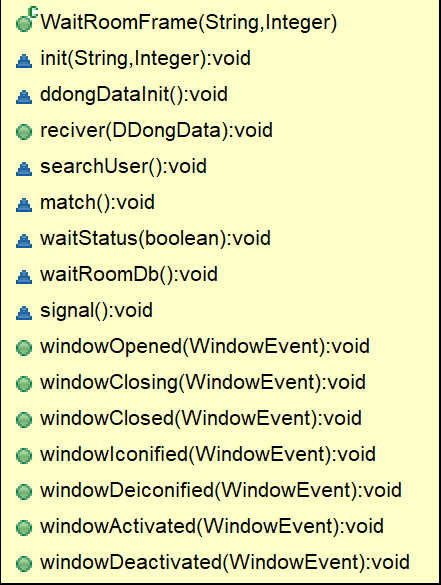 C
WaitRoomFrame(String,Integer)
init(String,Integer):void
ddongDataInit():void
reciver(DDongData):void
searchUser():void
match():void
waitStatus(boolean):void
waitRoomDb():void
signal():void
windowOpened(WindowEvent):void
windowClosing(WindowEvent):void
windowClosed(WindowEvent):void
windowIconified(WindowEvent):void
windowDeiconified(WindowEvent):void
windowActivated(WindowEvent):void
windowDeactivated(WindowEvent):void